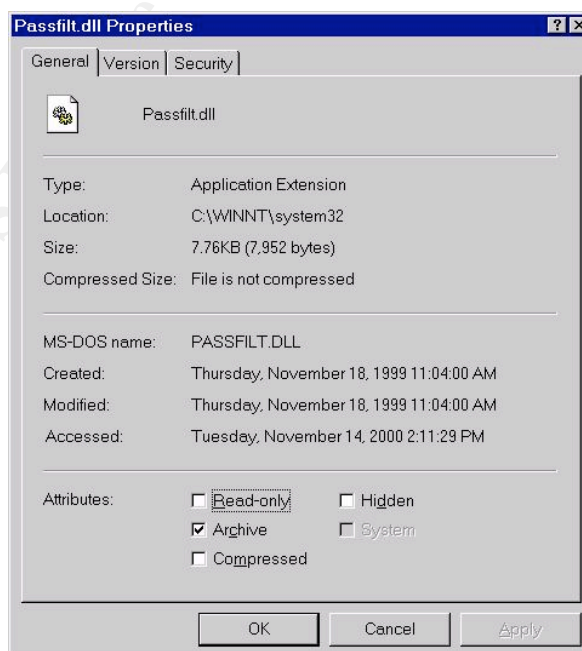 Passfilt.dll Properties
General Version Security
Passfilt.dll
Type: Application Extension
Location: C:\WINNT\system32
Size: 7.76KB (7,952 bytes)
Compressed Size: File is not compressed
MS-DOS name: PASSFILT.DLL
Created: Thursday, November 18, 1999 11:04:00 AM
Modified: Thursday, November 18, 1999 11:04:00 AM
Accessed: Tuesday, November 14, 2000 2:11:29 PM
Attributes: Read-only Hidden
Archive System
Compressed
OK Cancel Apply